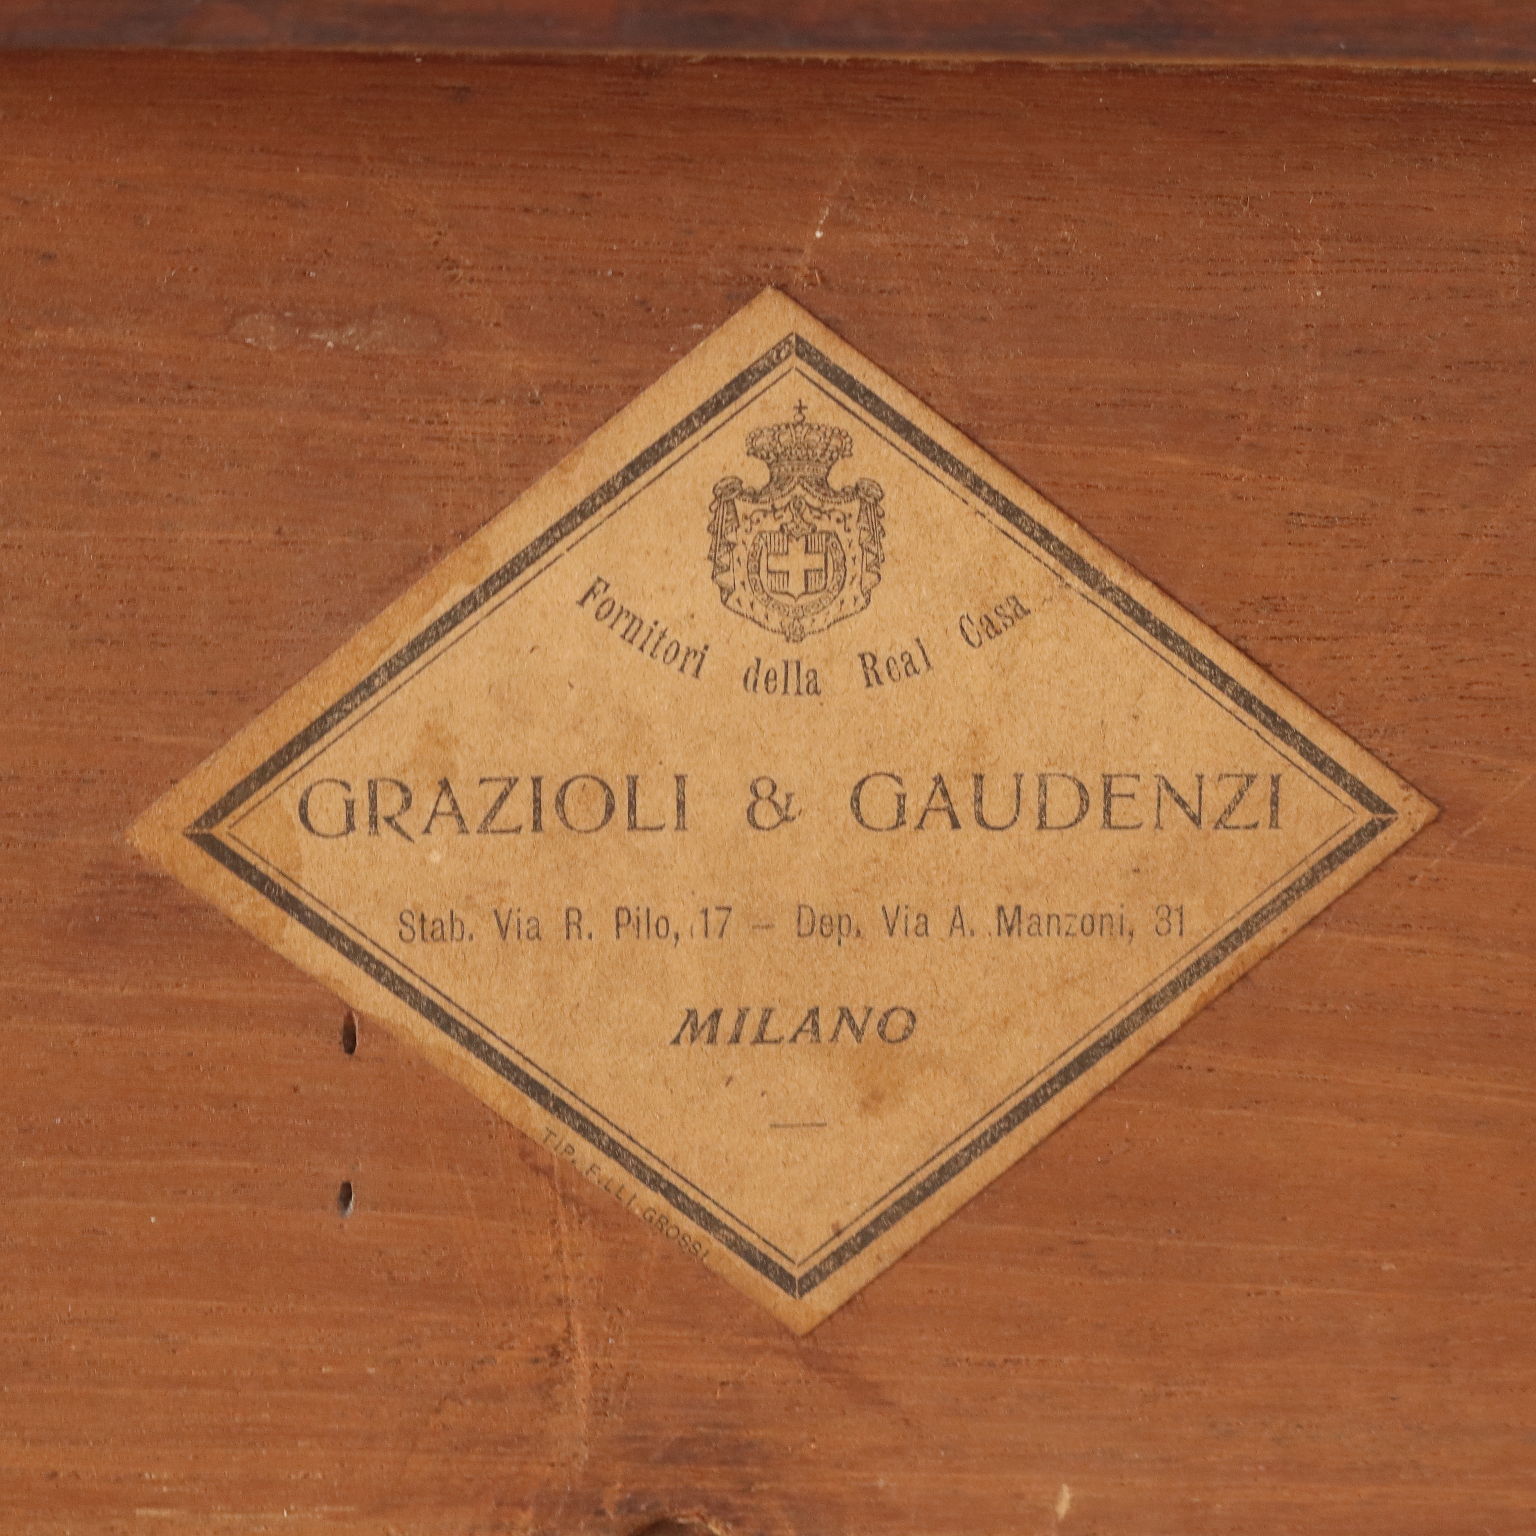 Fornitori della Real Casa
GRAZIOLI & GAUDENZI
Stab. Via R. Pilo, 17 — Dep. Via A. Manzoni, 31
MILANO
TIP. F.LLI GROSSI